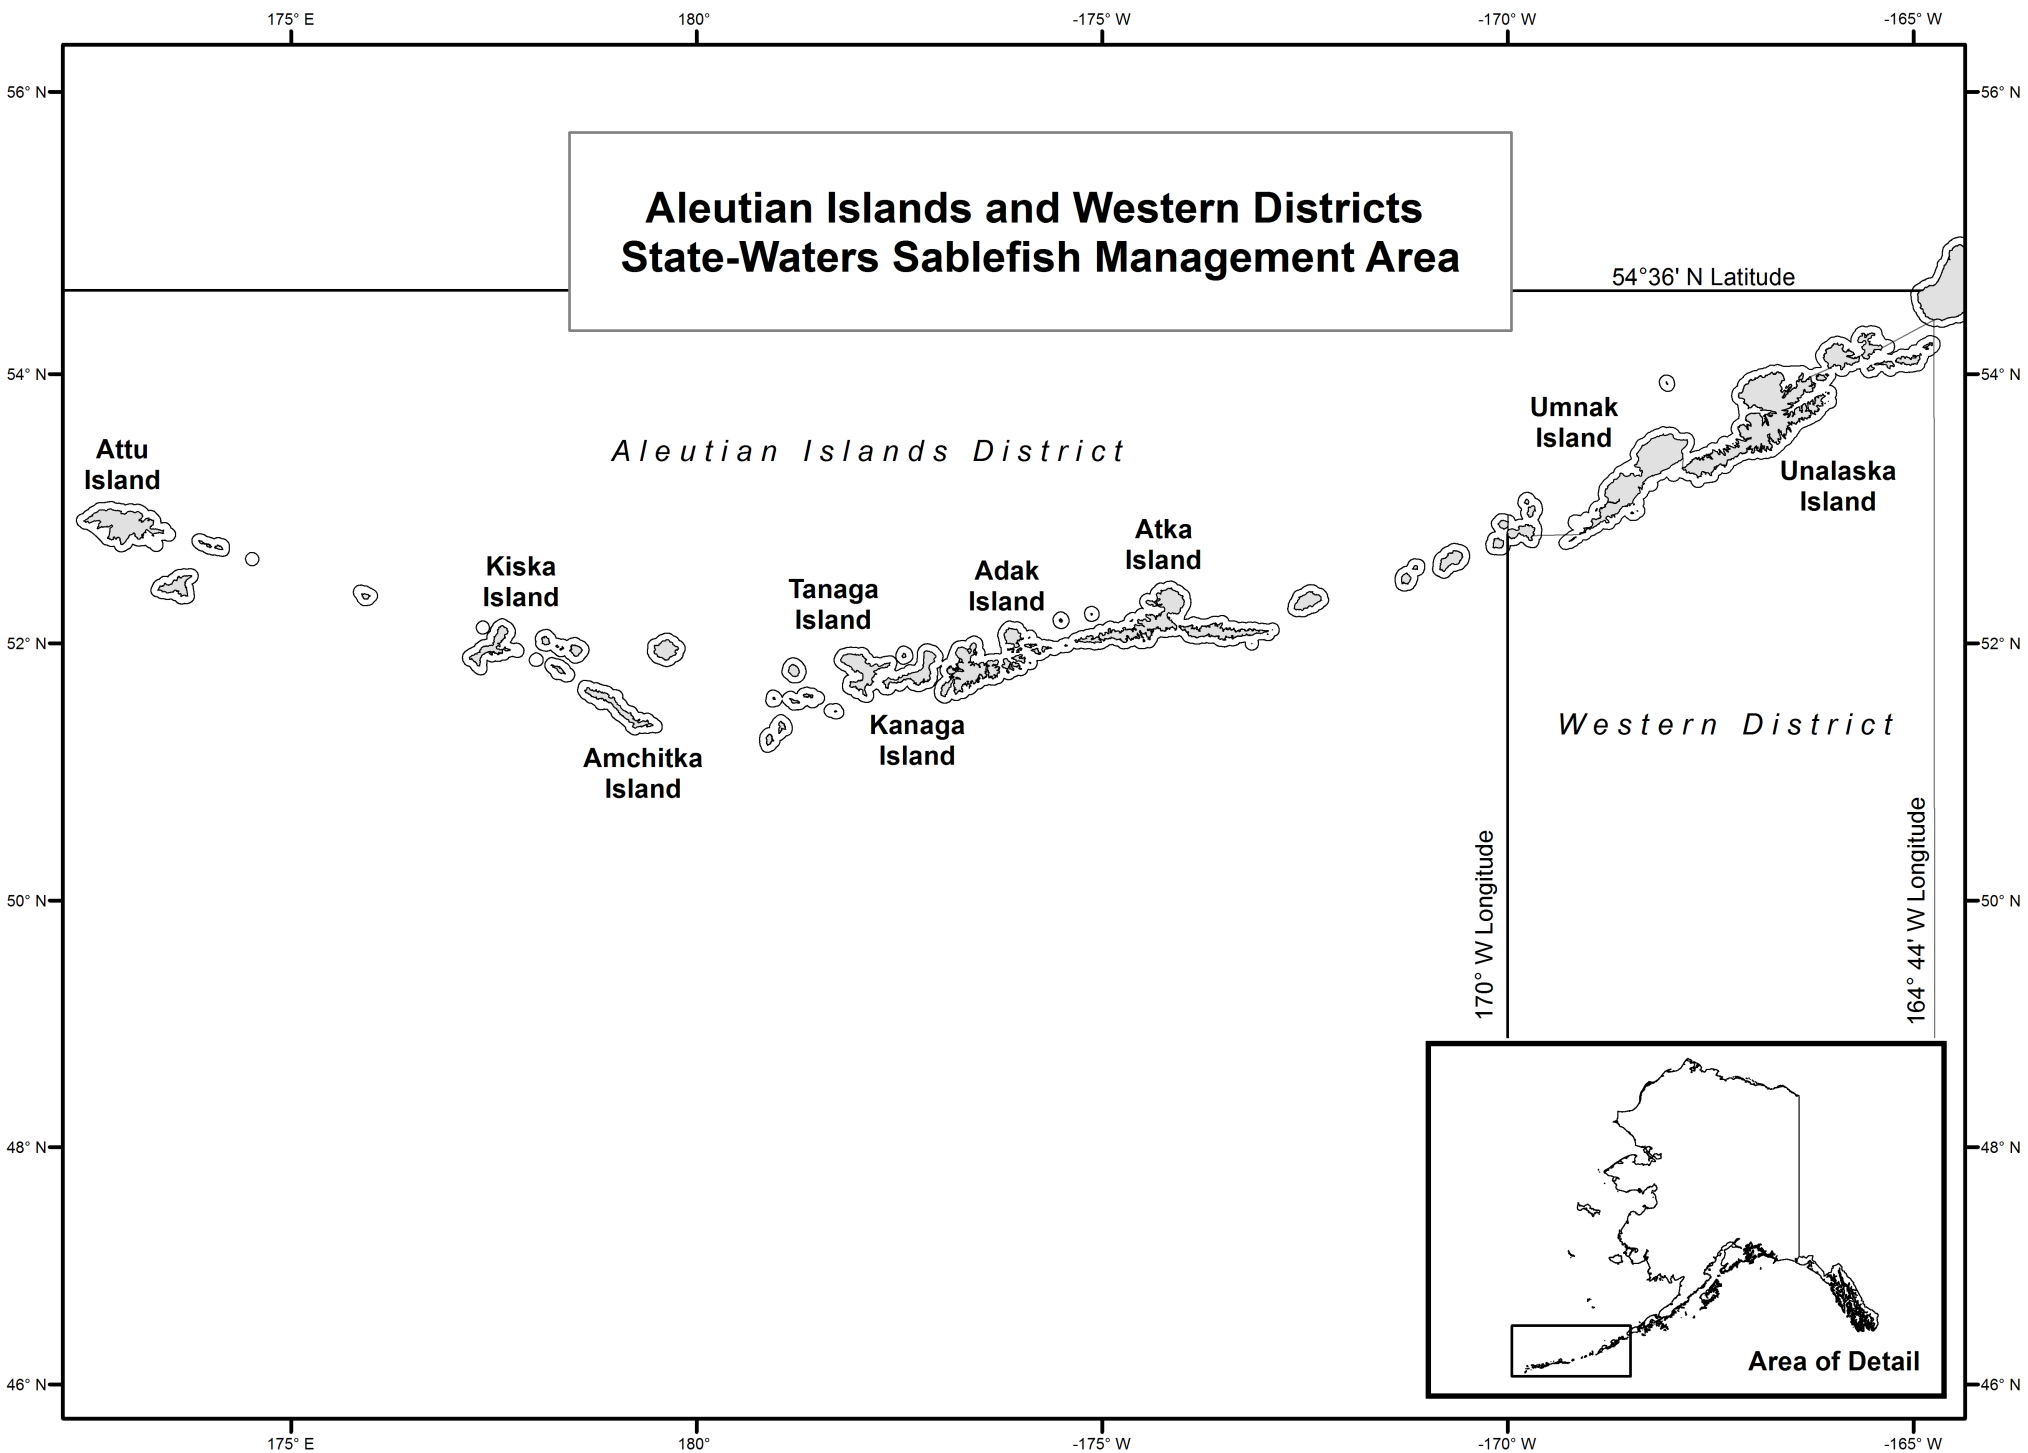 175° E
180°
-175° W
-170° W
-165° W
56° N
56° N
Aleutian Islands and Western Districts
State-Waters Sablefish Management Area
54°36' N Latitude
54° N
54° N
Umnak
Island
Attu
Island
Aleutian Islands District
Unalaska
Island
Atka
Island
Kiska
Island
Adak
Island
Tanaga
Island
52° N
52° N
Kanaga
Island
Western District
Amchitka
Island
170° W Longitude
164° 44' W Longitude
50° N
50° N
48° N
48° N
Area of Detail
46° N
46° N
175° E
180°
-175° W
-170° W
-165° W